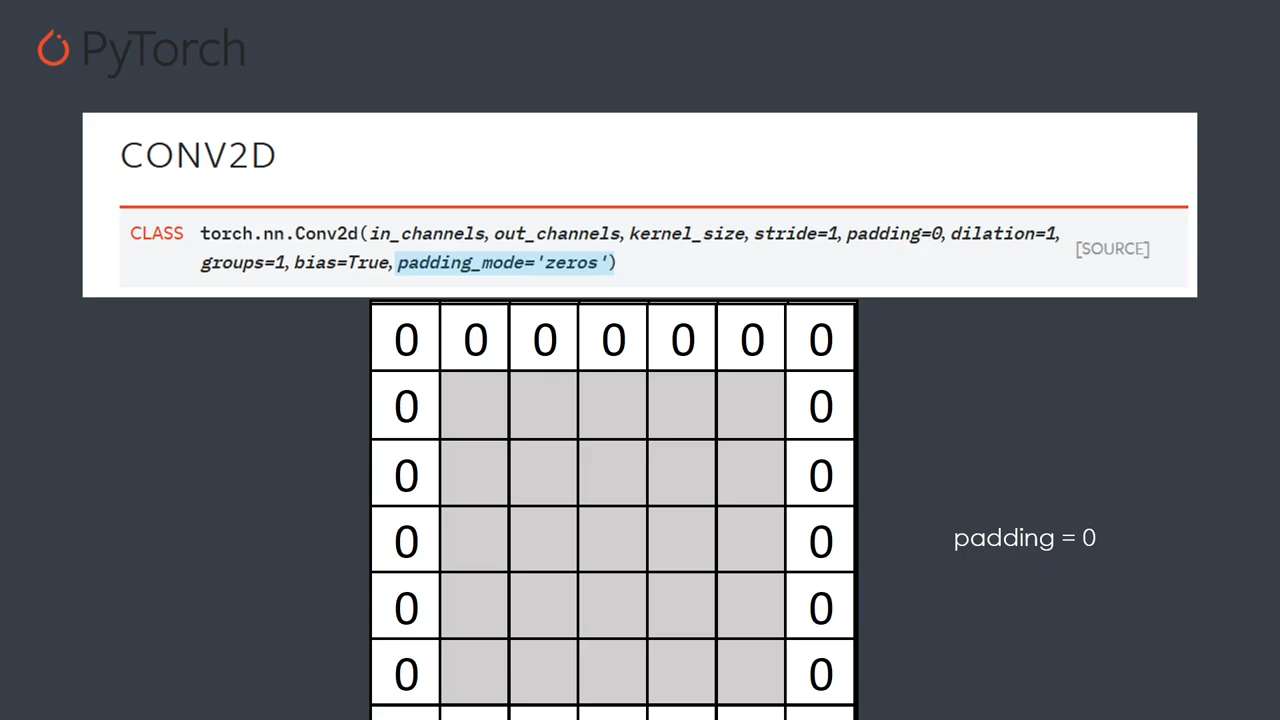 PyTorch
CONV2D
CLASS torch.nn.Conv2d(in_channels, out_channels, kernel_size, stride=1, padding=0, dilation=1,
groups=1, bias=True, padding_mode='zeros')
[SOURCE]
0 0 0 0 0 0 0
0 0
0 0
0 0
0 0
0 0
padding = 0